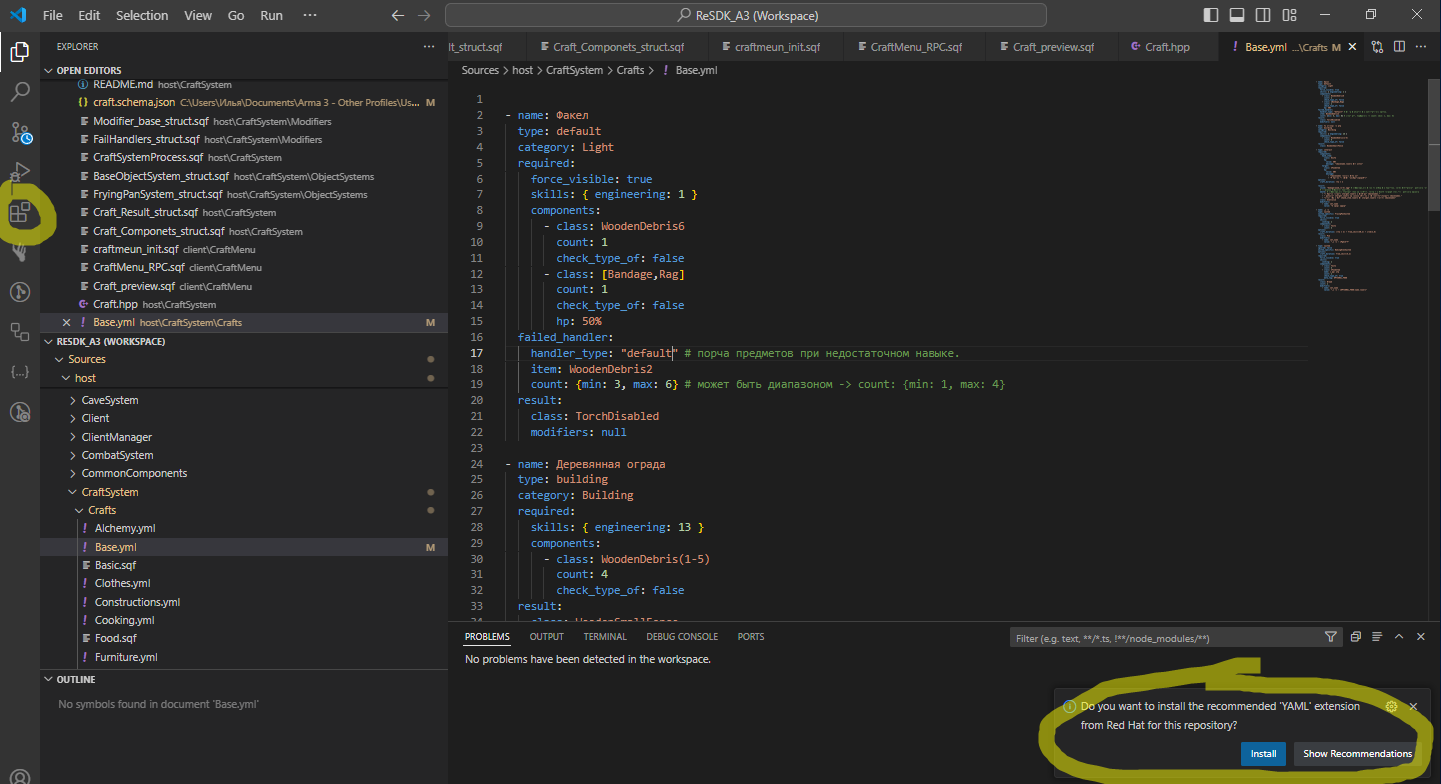 File Edit Selection View Go Run ··· ReSDK_A3 (Workspace)
EXPLORER
OPEN EDITORS
README.md host\CraftSystem
craft.schema.json C:\Users\Илья\Documents\Arma 3 - Other Profiles\Us... M
Modifier_base_struct.sqf host\CraftSystem\Modifiers
FailHandlers_struct.sqf host\CraftSystem\Modifiers
CraftSystemProcess.sqf host\CraftSystem
BaseObjectSystem_struct.sqf host\CraftSystem\ObjectSystems
FryingPanSystem_struct.sqf host\CraftSystem\ObjectSystems
Craft_Result_struct.sqf host\CraftSystem
Craft_Componets_struct.sqf host\CraftSystem
craftmeun_init.sqf client\CraftMenu
CraftMenu_RPC.sqf client\CraftMenu
Craft_preview.sqf client\CraftMenu
Craft.hpp host\CraftSystem
Base.yml host\CraftSystem\Crafts M
RESDK_A3 (WORKSPACE)
Sources
host
CaveSystem
Client
ClientManager
CombatSystem
CommonComponents
CraftSystem
Crafts
Alchemy.yml
Base.yml M
Basic.sqf
Clothes.yml
Constructions.yml
Cooking.yml
Food.sqf
Furniture.yml
OUTLINE
No symbols found in document 'Base.yml'
lt_struct.sqf Craft_Componets_struct.sqf craftmeun_init.sqf CraftMenu_RPC.sqf Craft_preview.sqf Craft.hpp Base.yml ...\Crafts M
Sources > host > CraftSystem > Crafts > ! Base.yml
1
2 - name: Факел
3 type: default
4 category: Light
5 required:
6 force_visible: true
7 skills: { engineering: 1 }
8 components:
9 - class: WoodenDebris6
10 count: 1
11 check_type_of: false
12 - class: [Bandage,Rag]
13 count: 1
14 check_type_of: false
15 hp: 50%
16 failed_handler:
17 handler_type: "default" # порча предметов при недостаточном навыке.
18 item: WoodenDebris2
19 count: {min: 3, max: 6} # может быть диапазоном -> count: {min: 1, max: 4}
20 result:
21 class: TorchDisabled
22 modifiers: null
23
24 - name: Деревянная ограда
25 type: building
26 category: Building
27 required:
28 skills: { engineering: 13 }
29 components:
30 - class: WoodenDebris(1-5)
31 count: 4
32 check_type_of: false
33 result:
PROBLEMS OUTPUT TERMINAL DEBUG CONSOLE PORTS
Filter (e.g. text, **/*.ts, !**/node_modules/**)
No problems have been detected in the workspace.
Do you want to install the recommended 'YAML' extension
from Red Hat for this repository?
Install Show Recommendations